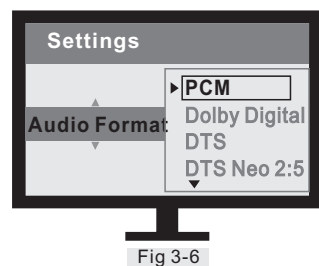 Settings
Audio Format
PCM
Dolby Digital
DTS
DTS Neo 2:5
Fig 3-6